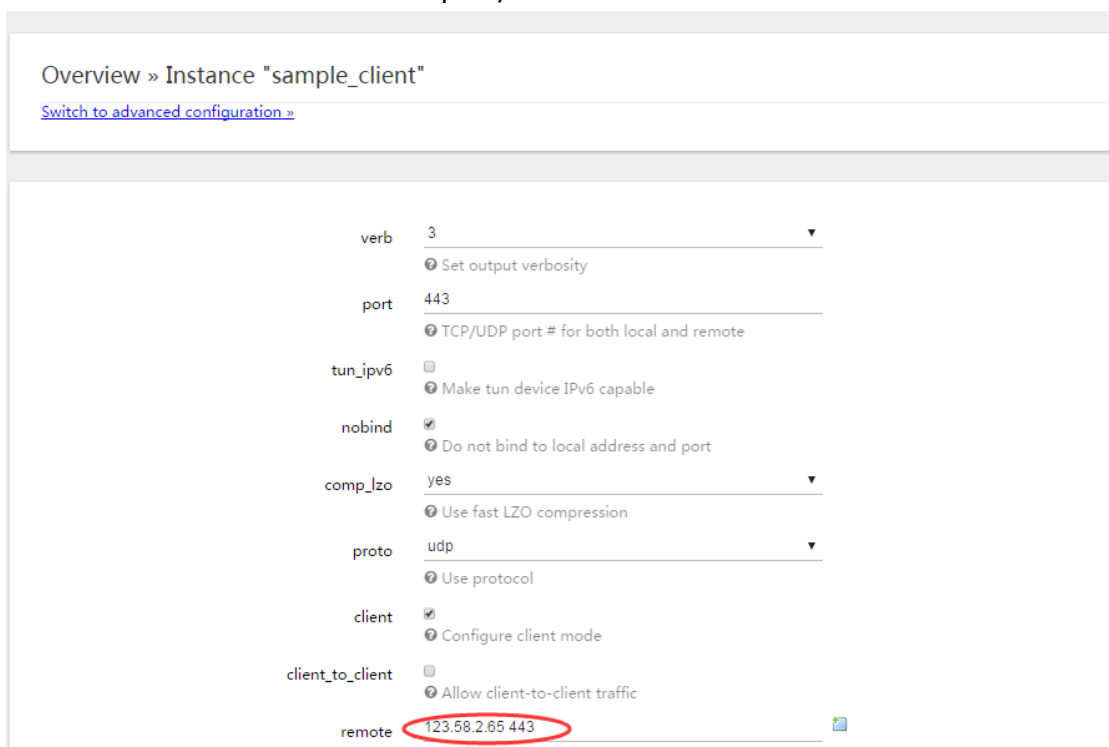 Overview » Instance "sample_client"
Switch to advanced configuration »
verb 3
Set output verbosity
port 443
TCP/UDP port # for both local and remote
tun_ipv6
Make tun device IPv6 capable
nobind
Do not bind to local address and port
comp_lzo yes
Use fast LZO compression
proto udp
Use protocol
client
Configure client mode
client_to_client
Allow client-to-client traffic
remote 123.58.2.65 443